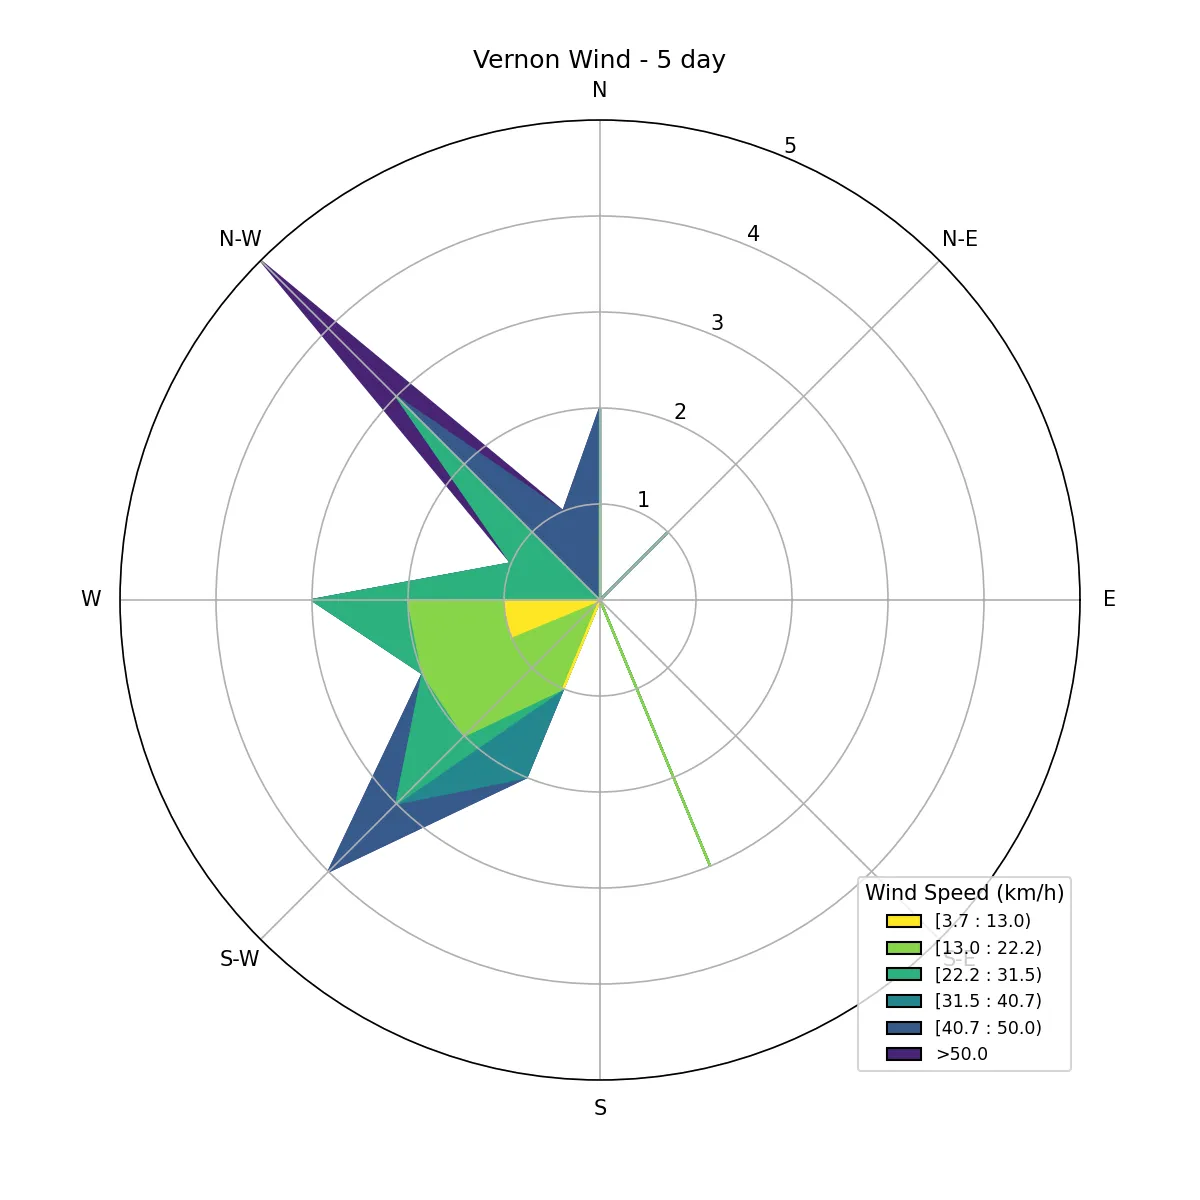 Vernon Wind - 5 day
N
5
N-W
N-E
4
3
2
1
W
E
S-W
S-E
S
Wind Speed (km/h)
[3.7 : 13.0)
[13.0 : 22.2)
[22.2 : 31.5)
[31.5 : 40.7)
[40.7 : 50.0)
>50.0